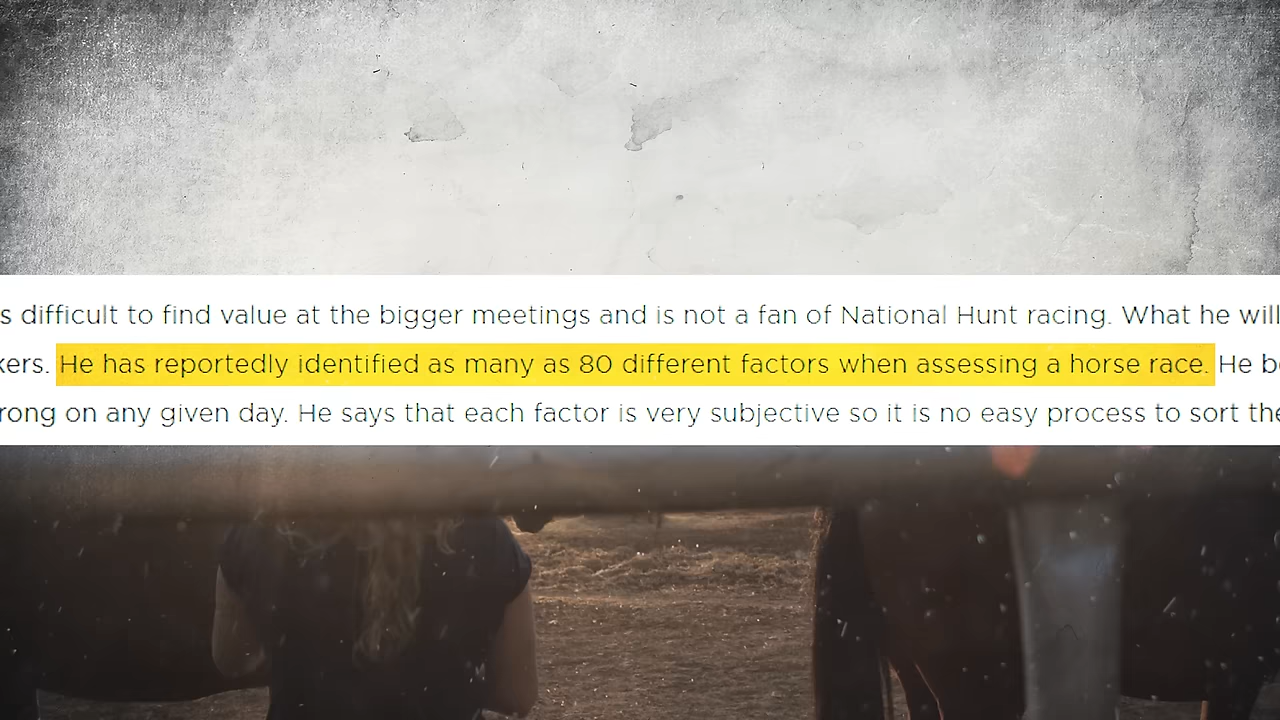 s difficult to find value at the bigger meetings and is not a fan of National Hunt racing. What he will
kers. He has reportedly identified as many as 80 different factors when assessing a horse race. He be
rong on any given day. He says that each factor is very subjective so it is no easy process to sort the